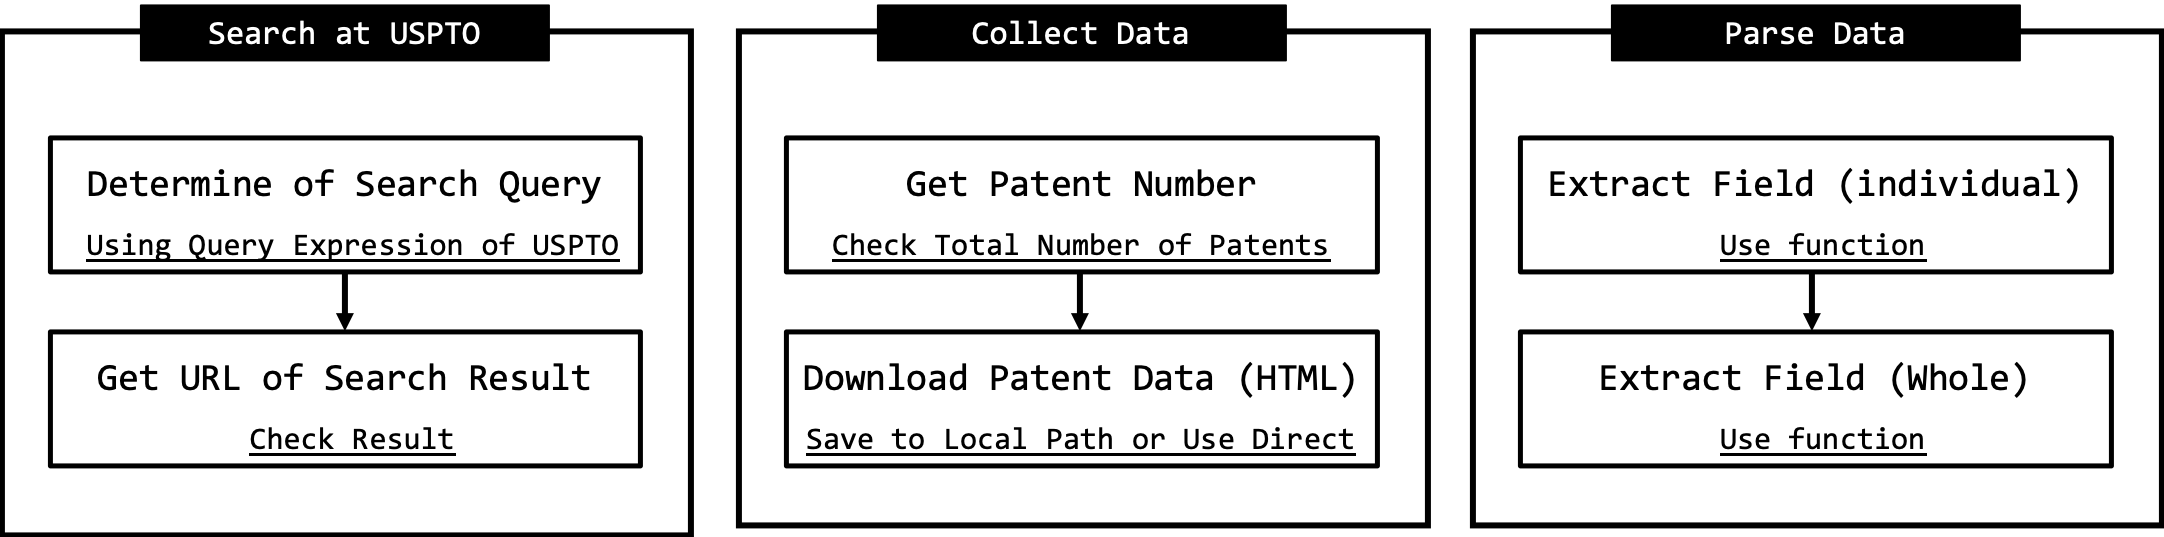 Search at USPTO
Determine of Search Query
Using Query Expression of USPTO
Get URL of Search Result
Check Result
Collect Data
Get Patent Number
Check Total Number of Patents
Download Patent Data (HTML)
Save to Local Path or Use Direct
Parse Data
Extract Field (individual)
Use function
Extract Field (Whole)
Use function